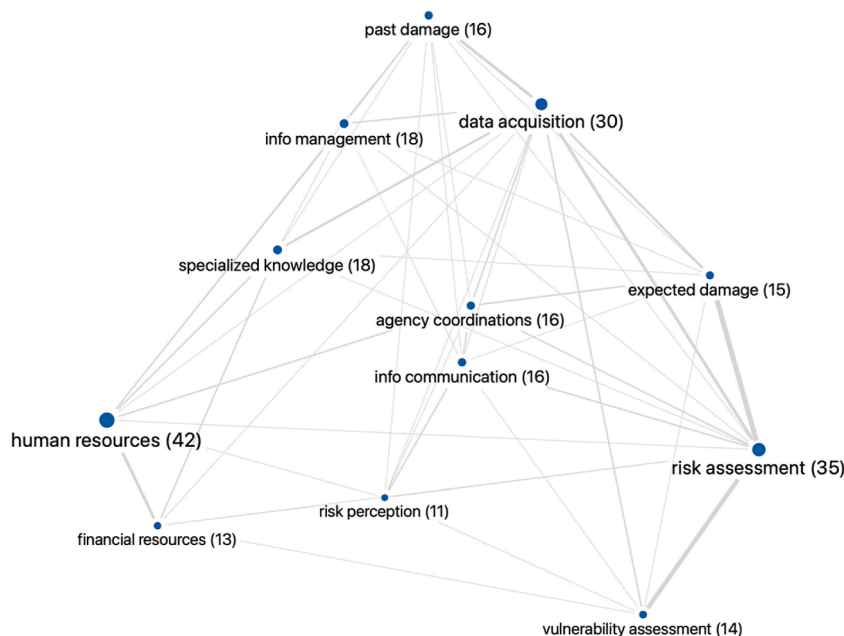 past damage (16)
data acquisition (30)
info management (18)
specialized knowledge (18)
expected damage (15)
agency coordinations (16)
info communication (16)
human resources (42)
risk assessment (35)
risk perception (11)
financial resources (13)
vulnerability assessment (14)